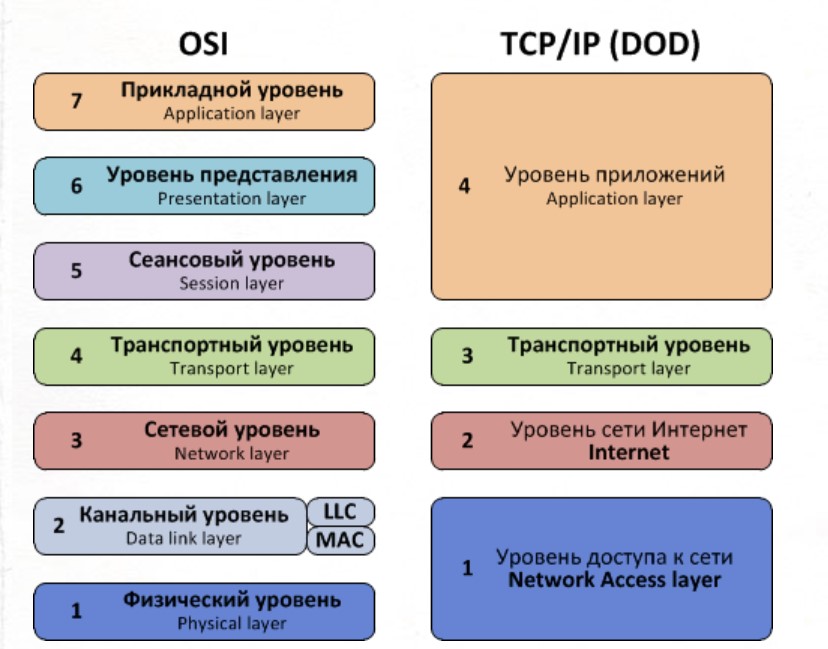 OSI
TCP/IP (DOD)
7
Прикладной уровень
Application layer
6
Уровень представления
Presentation layer
5
Сеансовый уровень
Session layer
4
Транспортный уровень
Transport layer
3
Сетевой уровень
Network layer
2
Канальный уровень
Data link layer
LLC
MAC
1
Физический уровень
Physical layer
4
Уровень приложений
Application layer
3
Транспортный уровень
Transport layer
2
Уровень сети Интернет
Internet
1
Уровень доступа к сети
Network Access layer